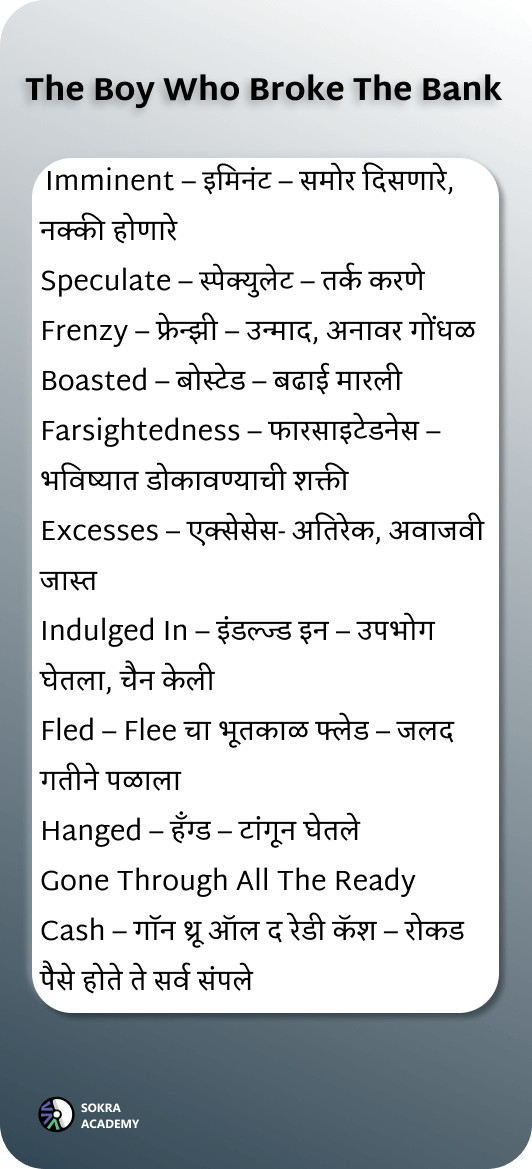 The Boy Who Broke The Bank
Imminent – इमिनंट – समोर दिसणारे,
नक्की होणारे
Speculate – स्पेक्युलेट – तर्क करणे
Frenzy – फ्रेन्झी – उन्माद, अनावर गोंधळ
Boasted – बोस्टेड – बढाई मारली
Farsightedness – फारसाइटेडनेस –
भविष्यात डोकावण्याची शक्ती
Excesses – एक्सेसेस- अतिरेक, अवाजवी
जास्त
Indulged In – इंडल्ज्ड इन – उपभोग
घेतला, चैन केली
Fled – Flee चा भूतकाळ फ्लेड – जलद
गतीने पळाला
Hanged – हँग्ड – टांगून घेतले
Gone Through All The Ready
Cash – गॉन थ्रू ऑल द रेडी कॅश – रोकड
पैसे होते ते सर्व संपले
SOKRA
ACADEMY